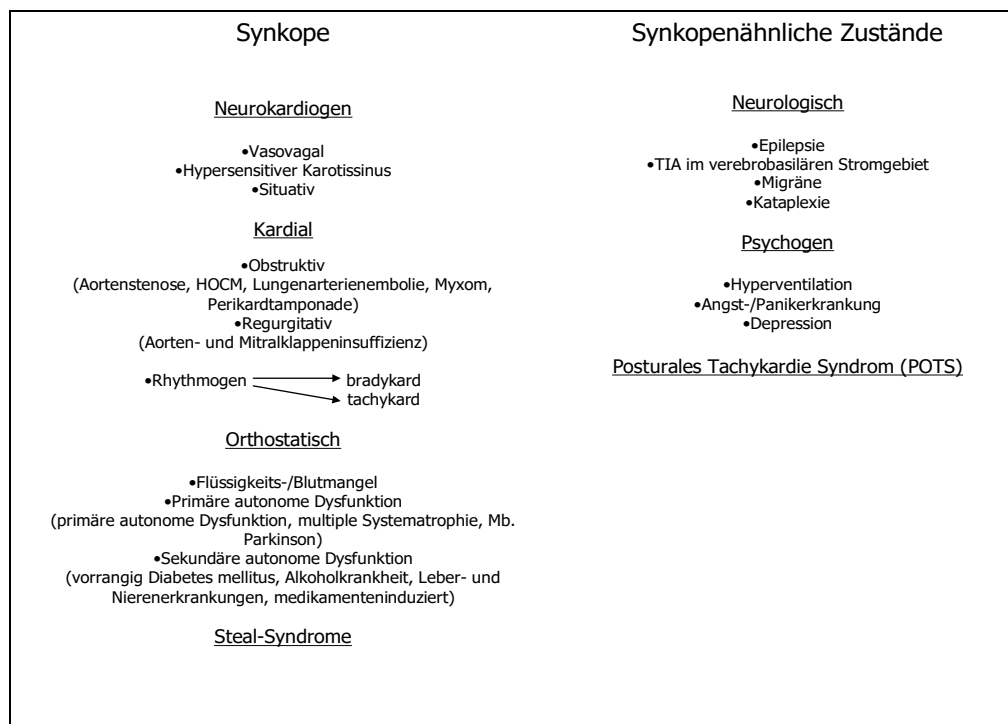 Synkope
Neurokardiogen
•Vasovagal
•Hypersensitiver Karotissinus
•Situativ
Kardial
•Obstruktiv
(Aortenstenose, HOCM, Lungenarterienembolie, Myxom,
Perikardtamponade)
•Regurgitativ
(Aorten- und Mitralklappeninsuffizienz)
•Rhythmogen bradykard
tachykard
Orthostatisch
•Flüssigkeits-/Blutmangel
•Primäre autonome Dysfunktion
(primäre autonome Dysfunktion, multiple Systematrophie, Mb.
Parkinson)
•Sekundäre autonome Dysfunktion
(vorrangig Diabetes mellitus, Alkoholkrankheit, Leber- und
Nierenerkrankungen, medikamenteninduziert)
Steal-Syndrome
Synkopenähnliche Zustände
Neurologisch
•Epilepsie
•TIA im verebrobasilären Stromgebiet
•Migräne
•Kataplexie
Psychogen
•Hyperventilation
•Angst-/Panikerkrankung
•Depression
Posturales Tachykardie Syndrom (POTS)